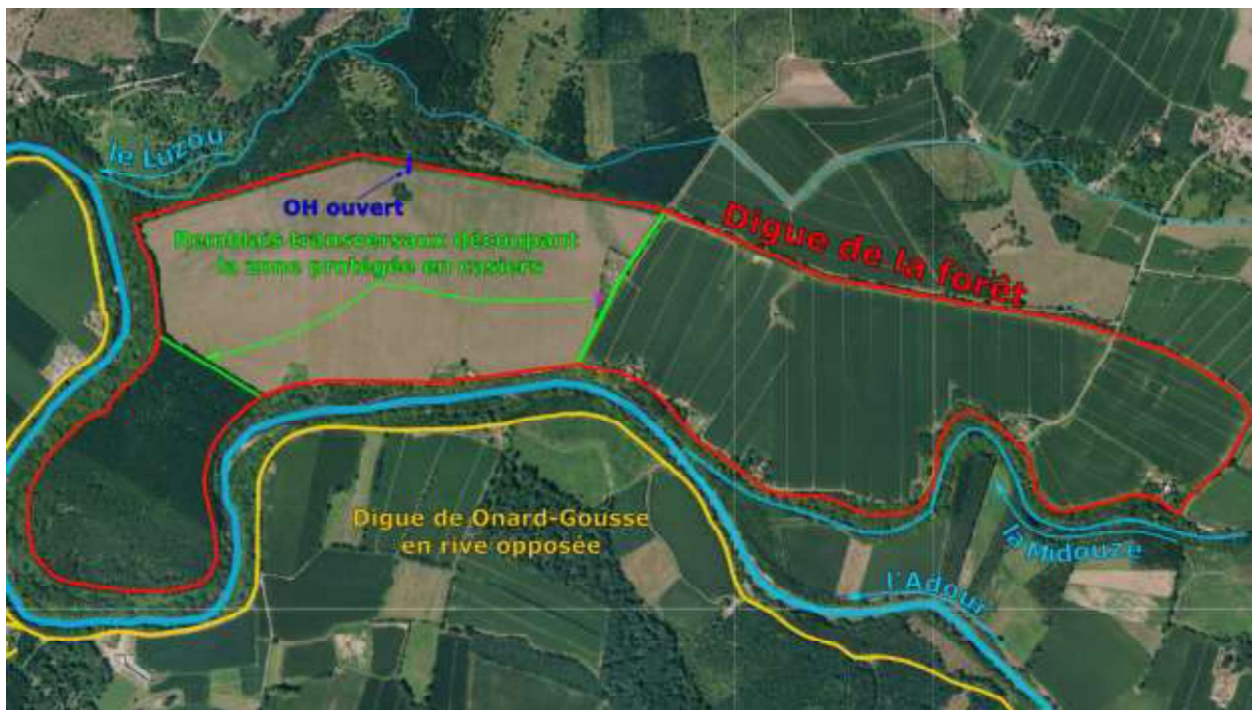 le Luzou
OH ouvert
Remblais transversaux découpant
la zone protégée en casiers
Digue de la forêt
Digue de Onard-Gousse
en rive opposée
la Midouze
l'Adour